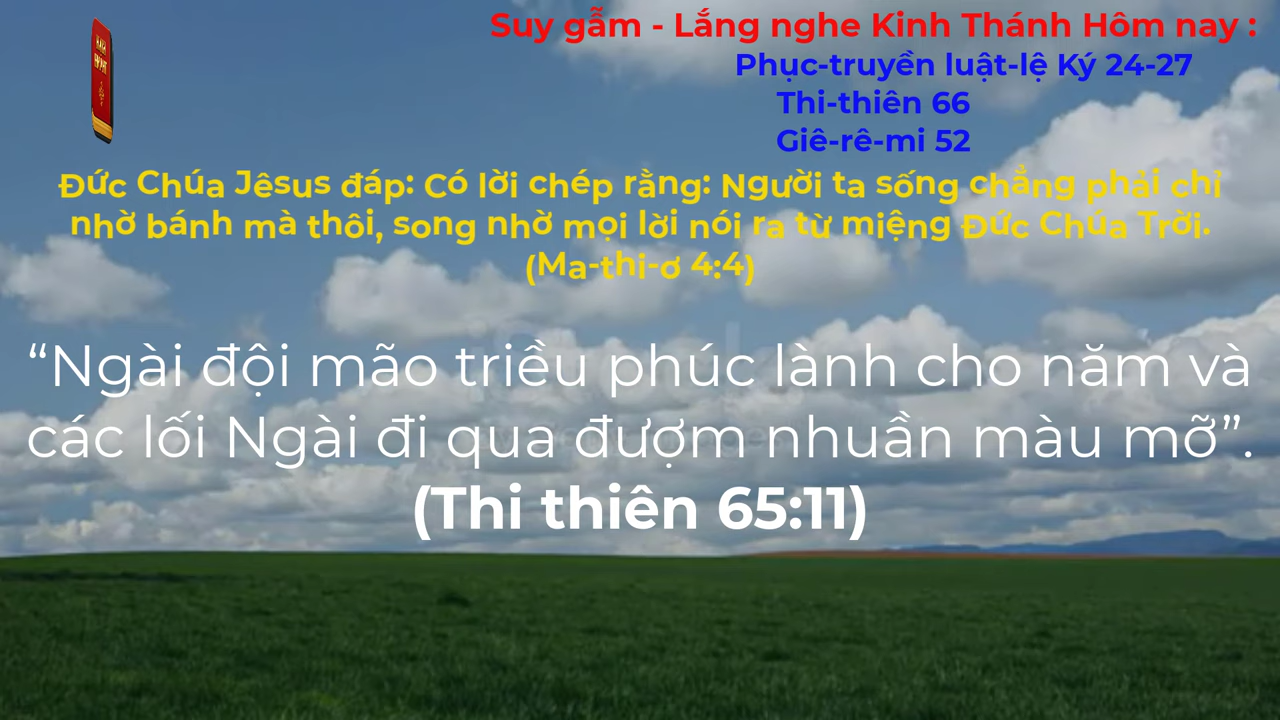 Suy gẫm - Lắng nghe Kinh Thánh Hôm nay :
Phục-truyền luật-lệ Ký 24-27
Thi-thiên 66
Giê-rê-mi 52
Đức Chúa Jêsus đáp: Có lời chép rằng: Người ta sống chẳng phải chỉ
nhờ bánh mà thôi, song nhờ mọi lời nói ra từ miệng Đức Chúa Trời.
(Ma-thi-ơ 4:4)
“Ngài đội mão triều phúc lành cho năm và
các lối Ngài đi qua đượm nhuần màu mỡ”.
(Thi thiên 65:11)